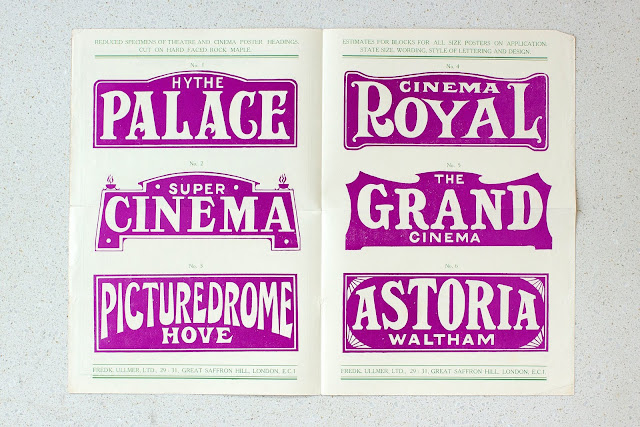 REDUCED SPECIMENS OF THEATRE AND CINEMA POSTER HEADINGS,
CUT ON HARD FACED ROCK MAPLE.
No. 1
HYTHE
PALACE
No. 2
SUPER
CINEMA
No. 3
PICTUREDROME
HOVE
FREDK. ULLMER, LTD., 29 - 31, GREAT SAFFRON HILL, LONDON, E.C.1
ESTIMATES FOR BLOCKS FOR ALL SIZE POSTERS ON APPLICATION,
STATE SIZE, WORDING, STYLE OF LETTERING AND DESIGN
No. 4
CINEMA
ROYAL
No. 5
THE
GRAND
CINEMA
No. 6
ASTORIA
WALTHAM
FREDK. ULLMER, LTD., 29 - 31, GREAT SAFFRON HILL, LONDON, E.C.1